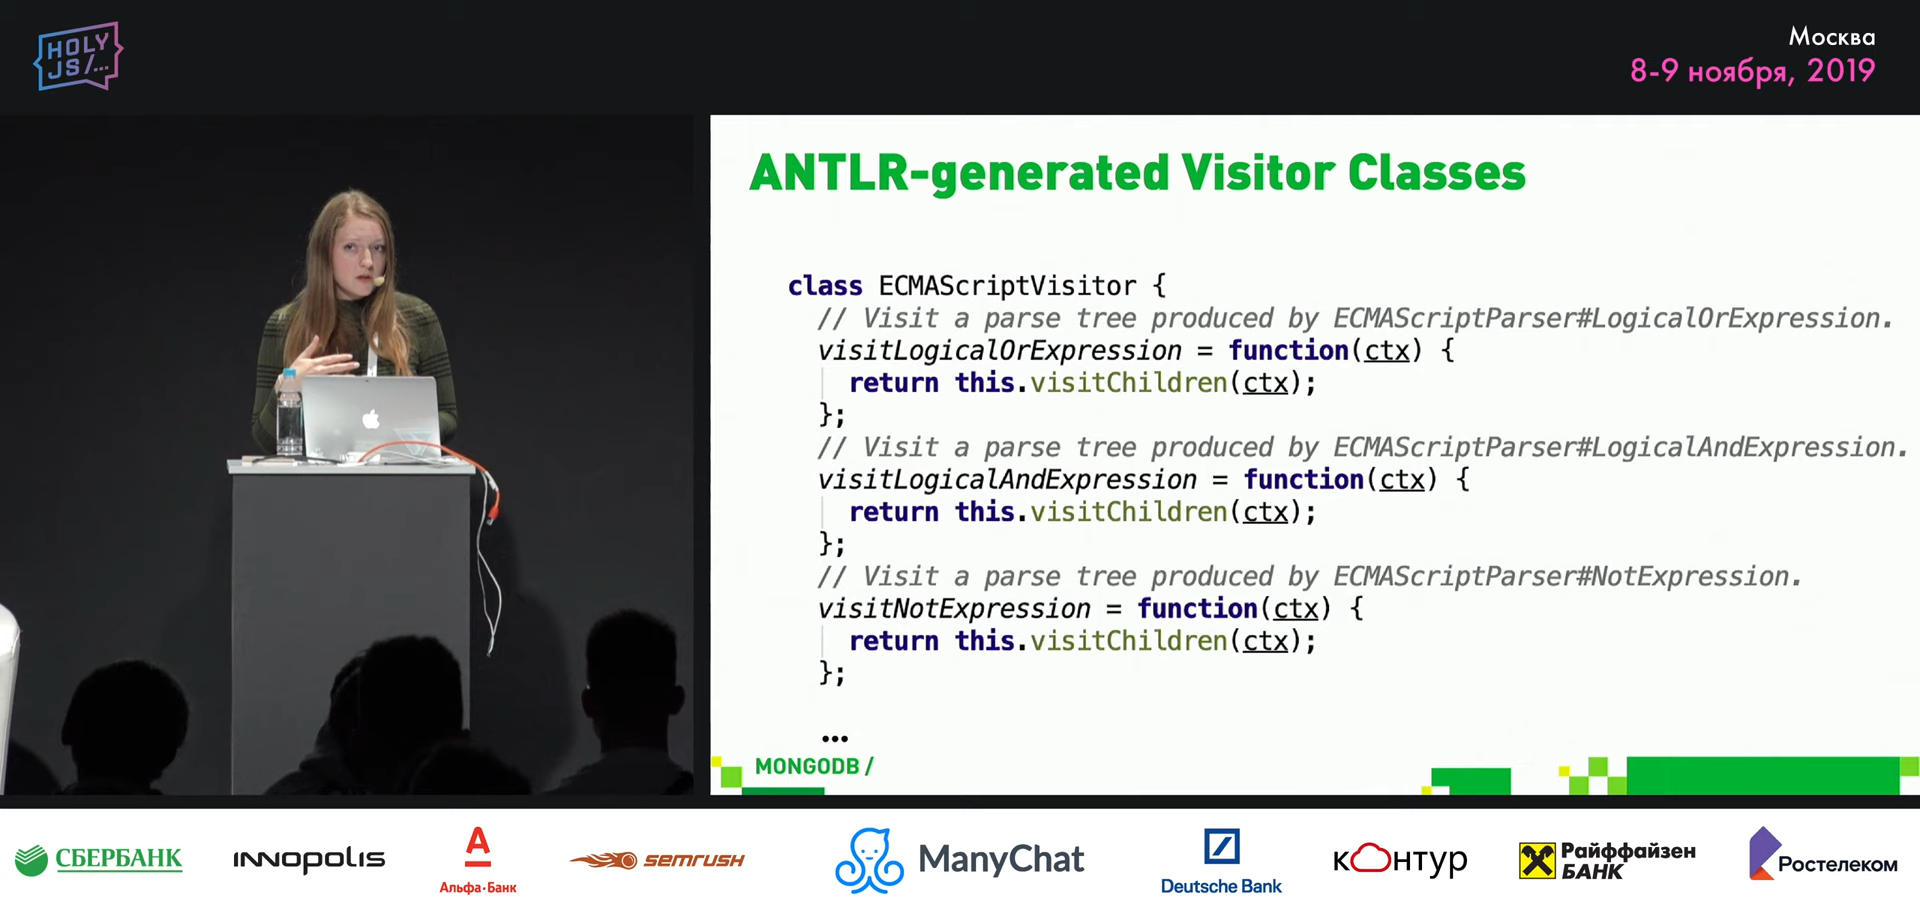 HOLY
JS/...
Москва
8-9 ноября, 2019
ANTLR-generated Visitor Classes
class ECMAScriptVisitor {
// Visit a parse tree produced by ECMAScriptParser#LogicalOrExpression.
visitLogicalOrExpression = function(ctx) {
return this.visitChildren(ctx);
};
// Visit a parse tree produced by ECMAScriptParser#LogicalAndExpression.
visitLogicalAndExpression = function(ctx) {
return this.visitChildren(ctx);
};
// Visit a parse tree produced by ECMAScriptParser#NotExpression.
visitNotExpression = function(ctx) {
return this.visitChildren(ctx);
};
...
MONGODB /
СБЕРБАНК
INNOPOLIS
Альфа·Банк
SEMRUSH
ManyChat
Deutsche Bank
КОНТУР
Райффайзен
БАНК
Ростелеком